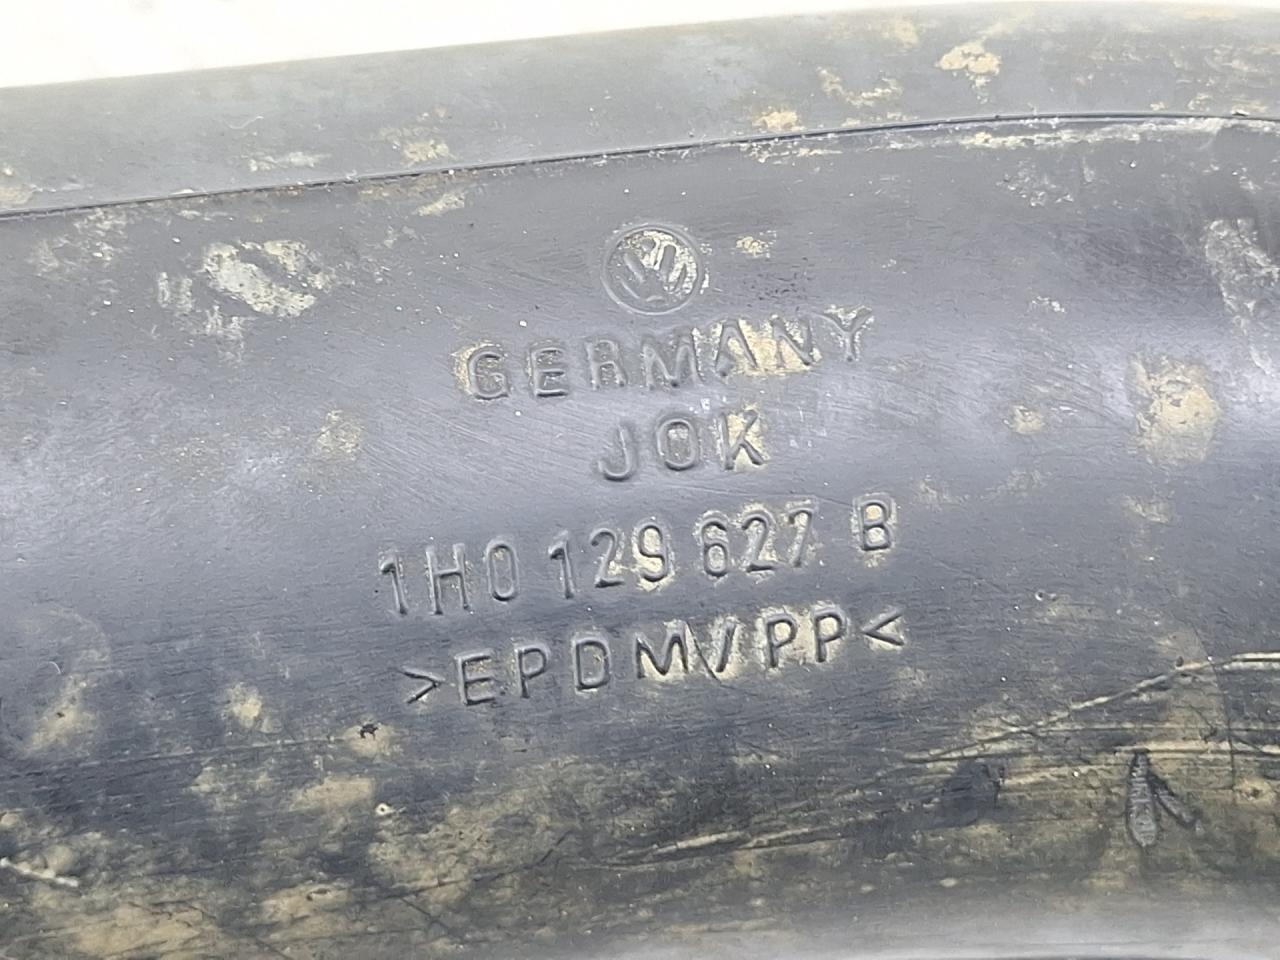 GERMANY
JOK
1H0 129 627 B
>EPDM/PP<